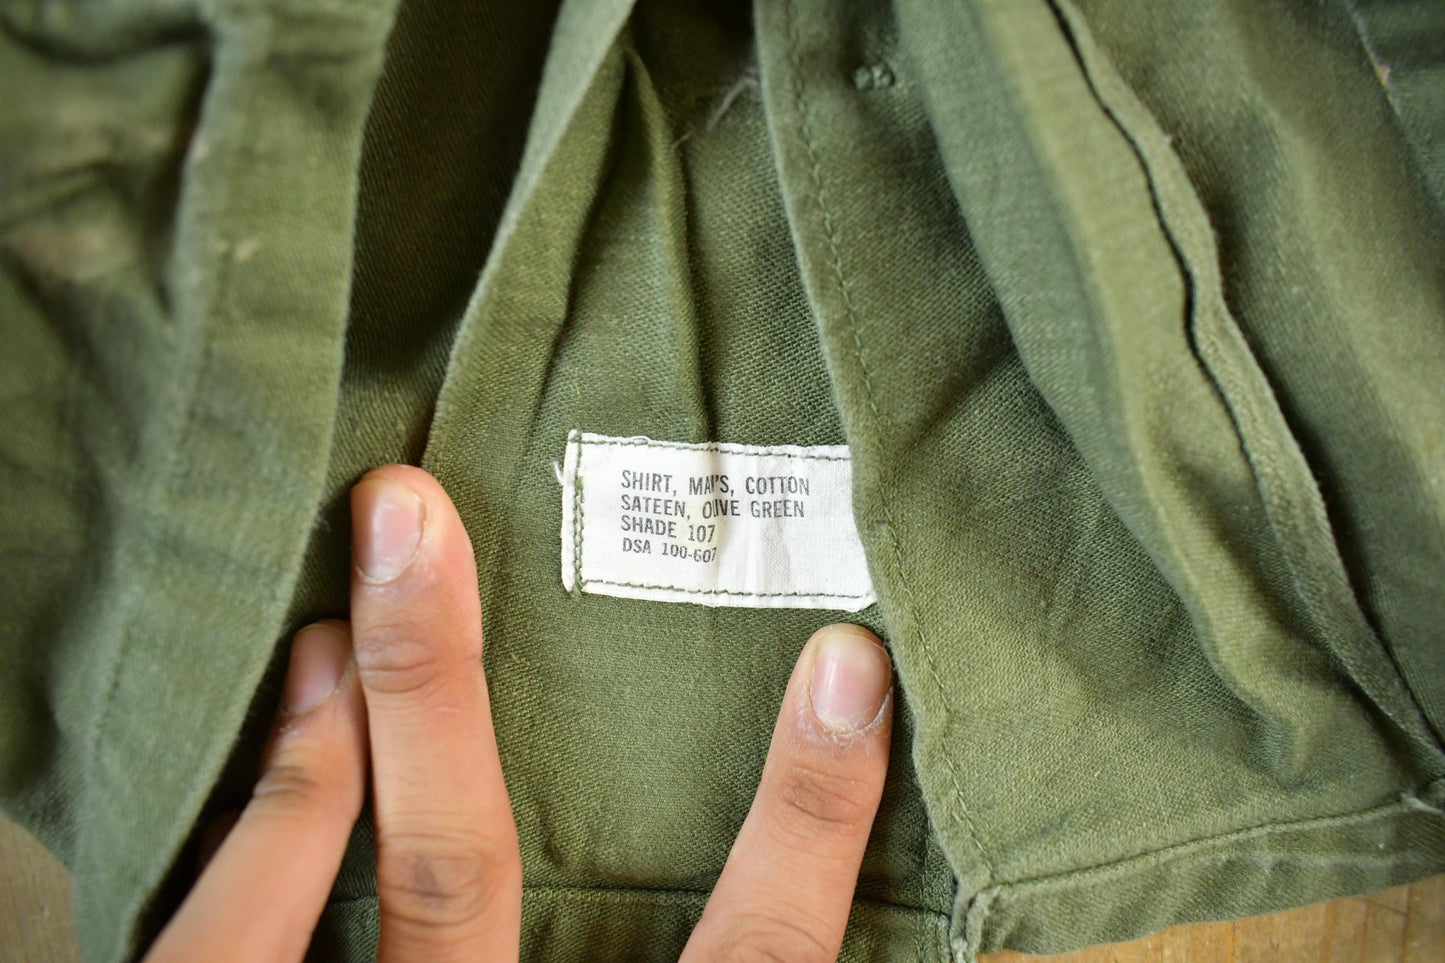 SHIRT, MAN'S, COTTON
SATEEN, OLIVE GREEN
SHADE 107
DSA 100-607